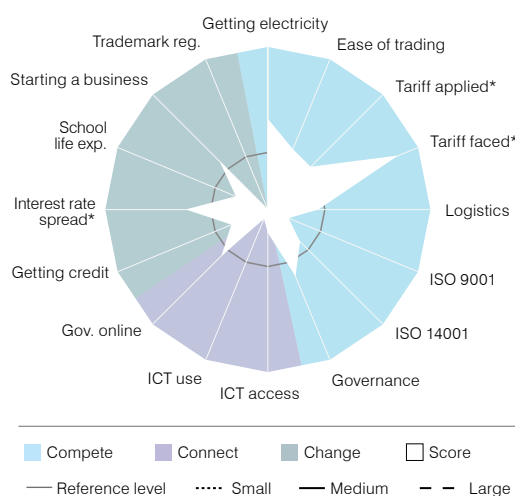 Getting electricity
Trademark reg.
Ease of trading
Starting a business
Tariff applied*
School
life exp.
Tariff faced*
Interest rate
spread*
Logistics
Getting credit
ISO 9001
Gov. online
ISO 14001
ICT use
ICT access
Governance
Compete
Connect
Change
Score
Reference level
Small
Medium
Large